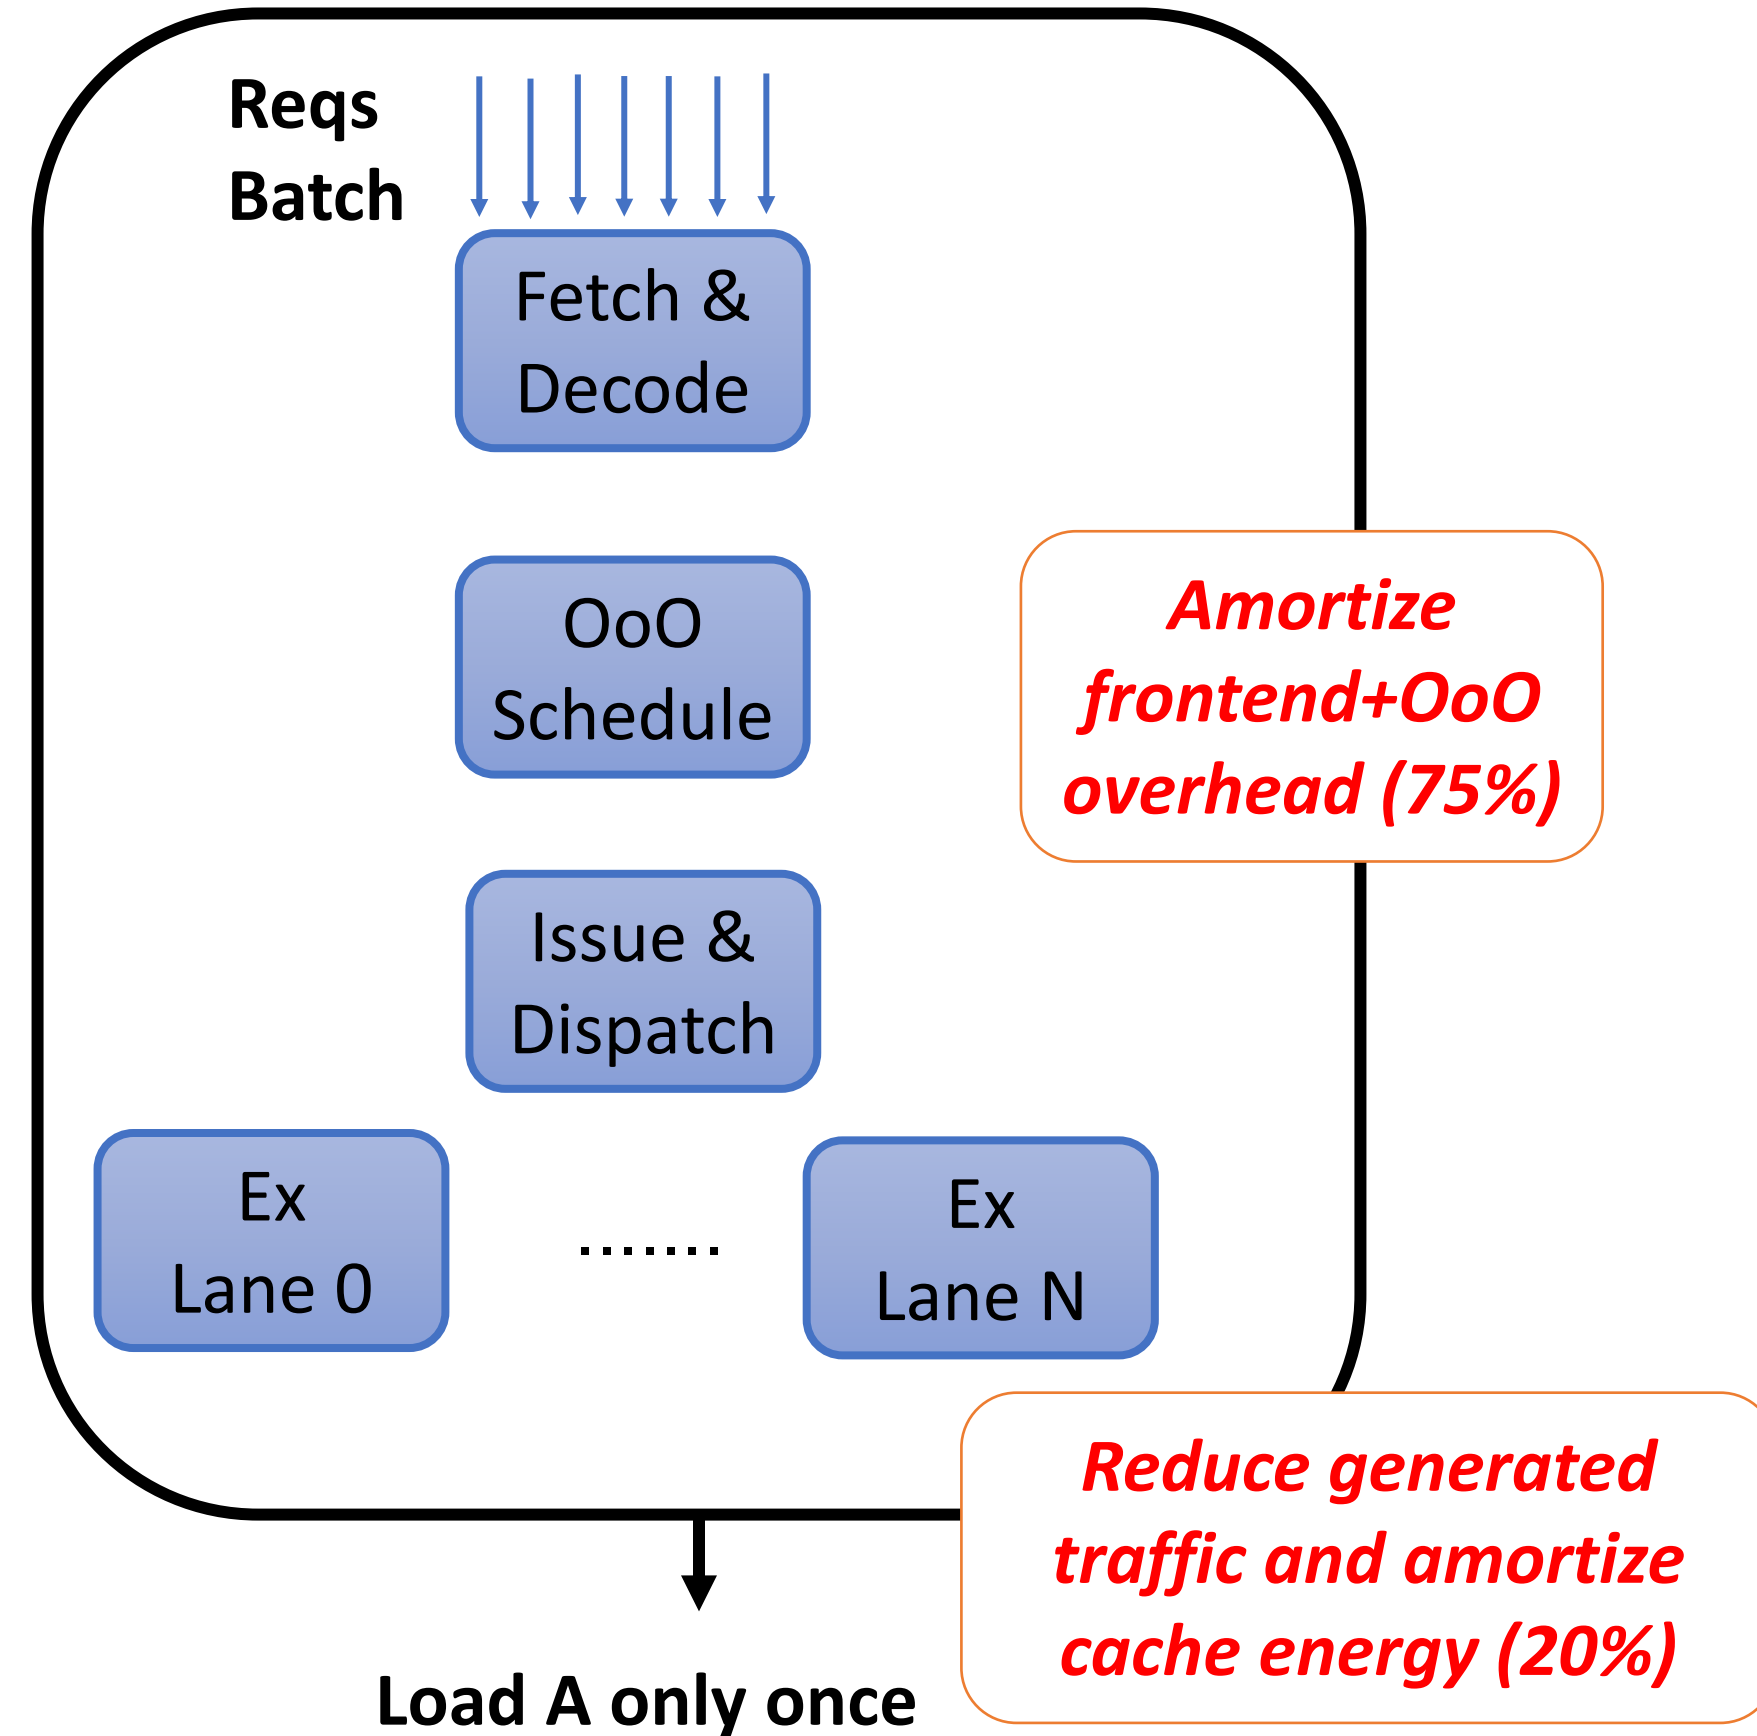 Reqs
Batch
Fetch &
Decode
OoO
Schedule
Amortize
frontend+OoO
overhead (75%)
Issue &
Dispatch
Ex
Lane 0
.......
Ex
Lane N
Reduce generated
traffic and amortize
cache energy (20%)
Load A only once